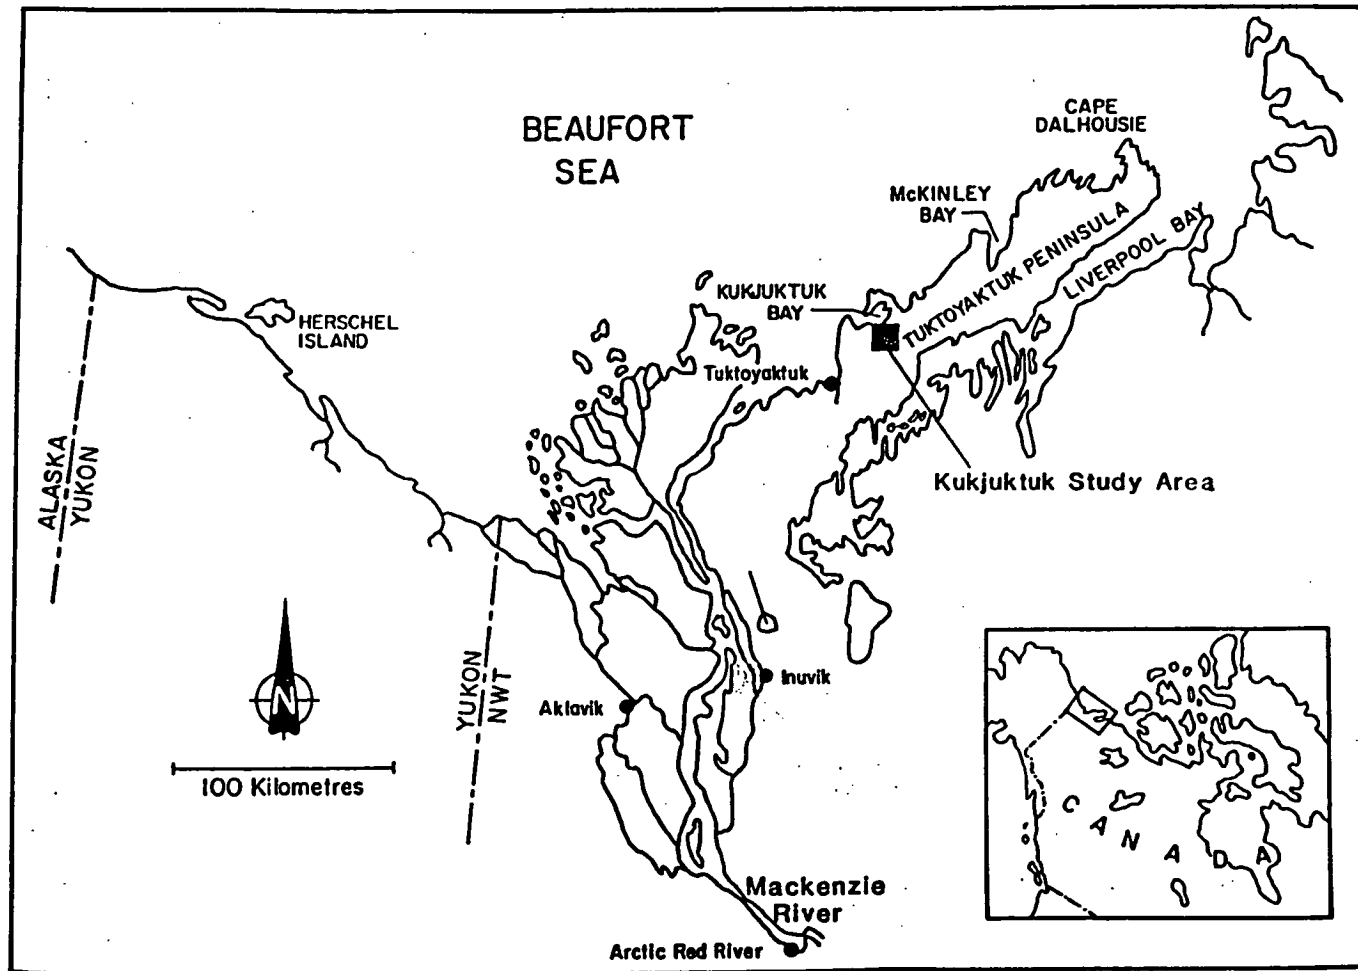 BEAUFORT
SEA
CAPE
DALHOUSIE
McKINLEY
BAY
TUKTOYAKTUK PENINSULA
LIVERPOOL BAY
KUKJUKTUK
BAY
HERSCHEL
ISLAND
Tuktoyaktuk
Kukjuktuk Study Area
ALASKA
YUKON
YUKON
NWT
N
100 Kilometres
Aklavik
Inuvik
Mackenzie
River
Arctic Red River
CANADA